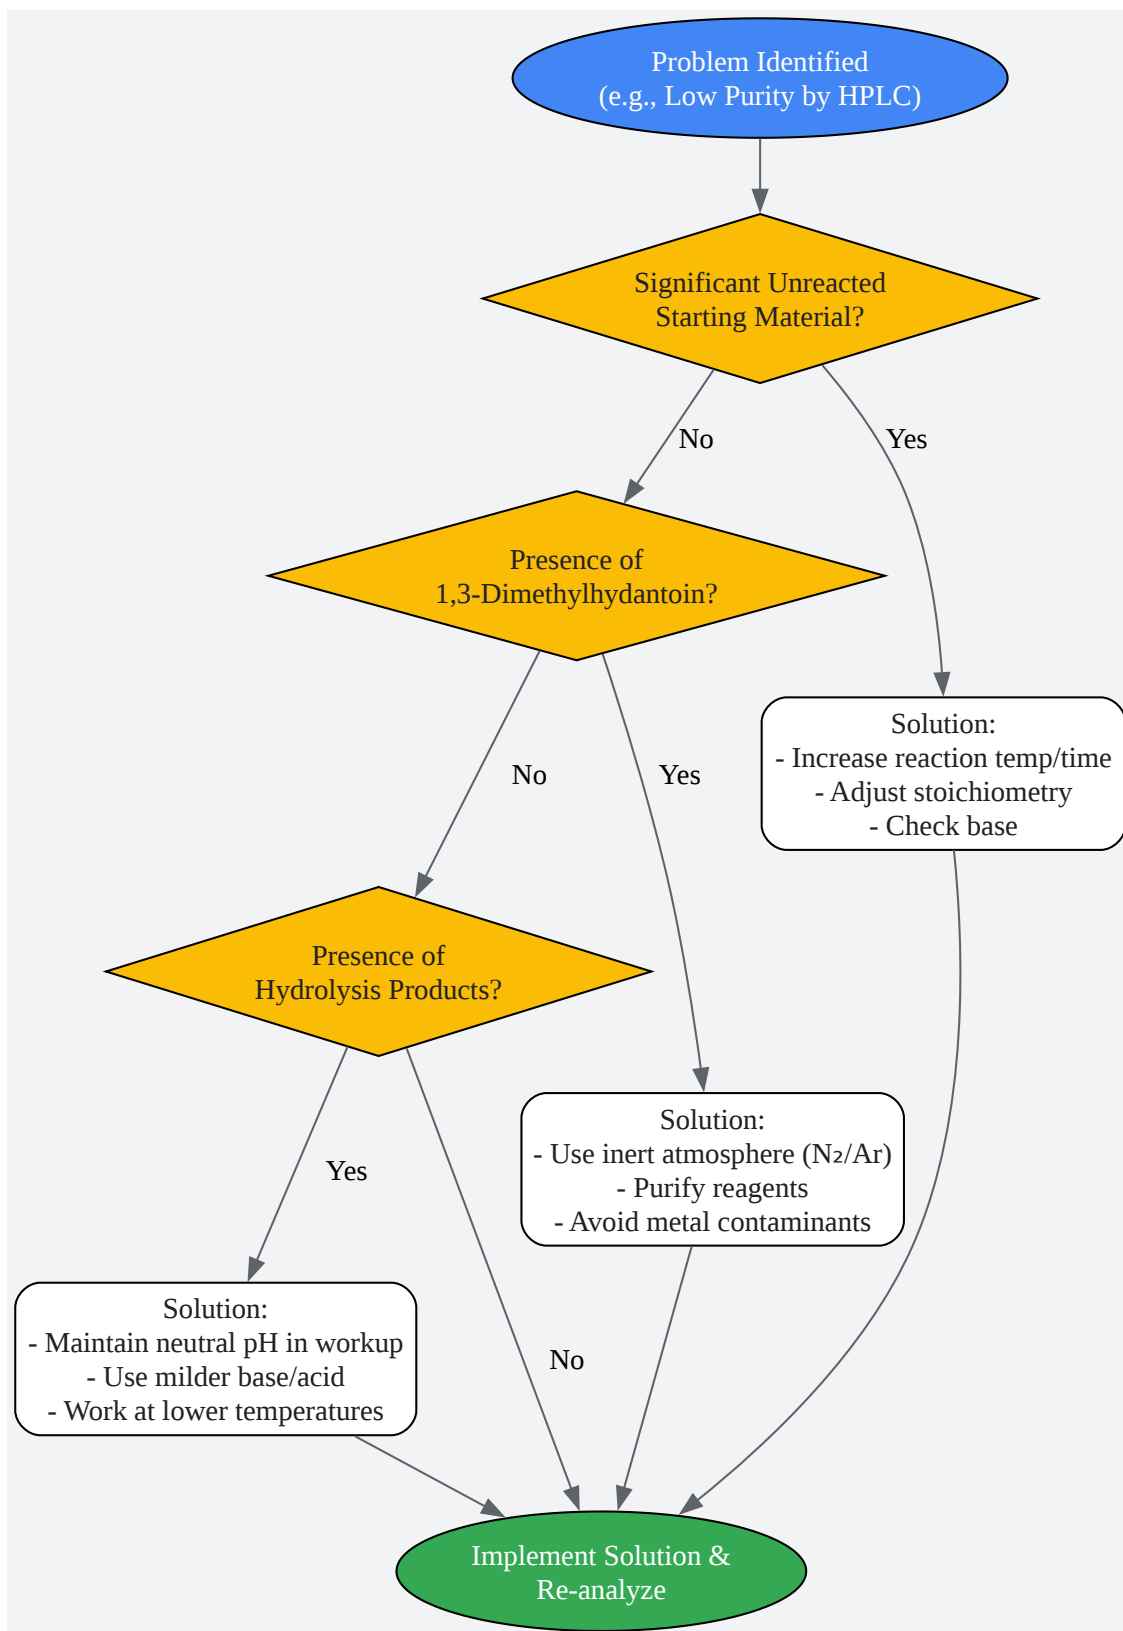 Problem Identified
(e.g., Low Purity by HPLC)
Significant Unreacted
Starting Material?
No
Yes
Presence of
1,3-Dimethylhydantoin?
Solution:
- Increase reaction temp/time
- Adjust stoichiometry
- Check base
No
Yes
Presence of
Hydrolysis Products?
Solution:
- Use inert atmosphere (N₂/Ar)
- Purify reagents
- Avoid metal contaminants
Yes
No
Solution:
- Maintain neutral pH in workup
- Use milder base/acid
- Work at lower temperatures
Implement Solution &
Re-analyze